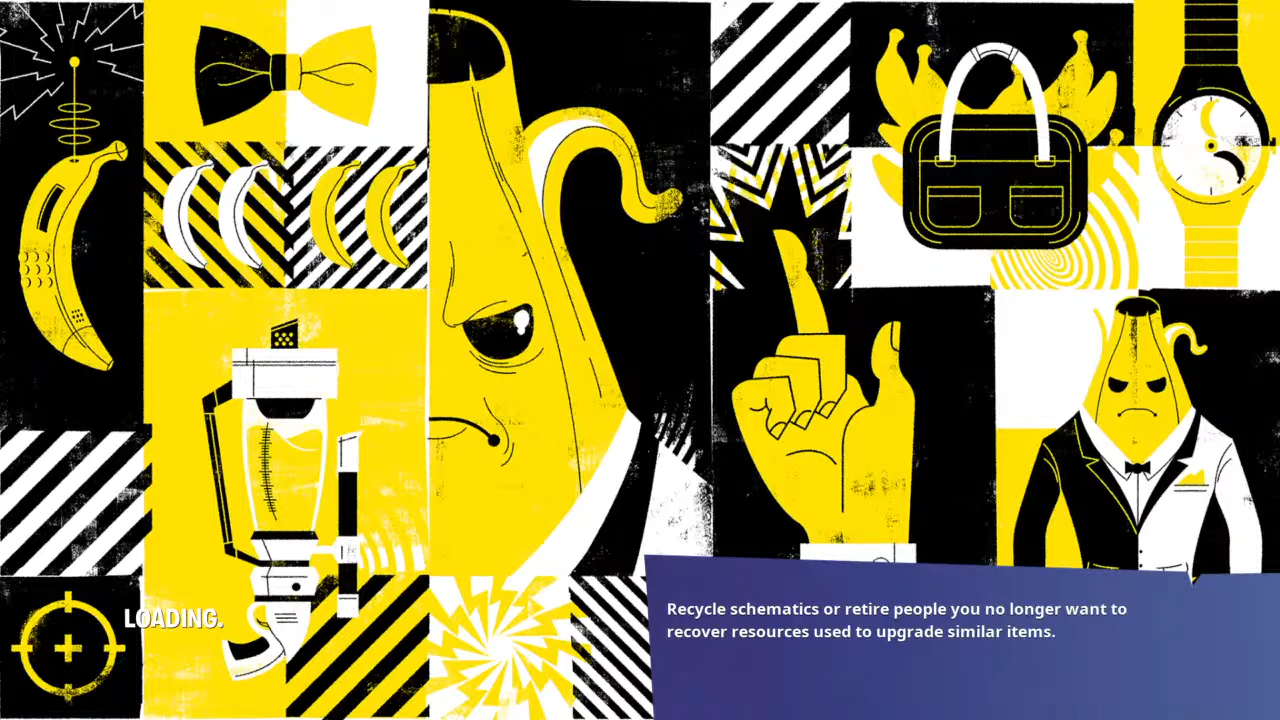 LOADING.
Recycle schematics or retire people you no longer want to
recover resources used to upgrade similar items.